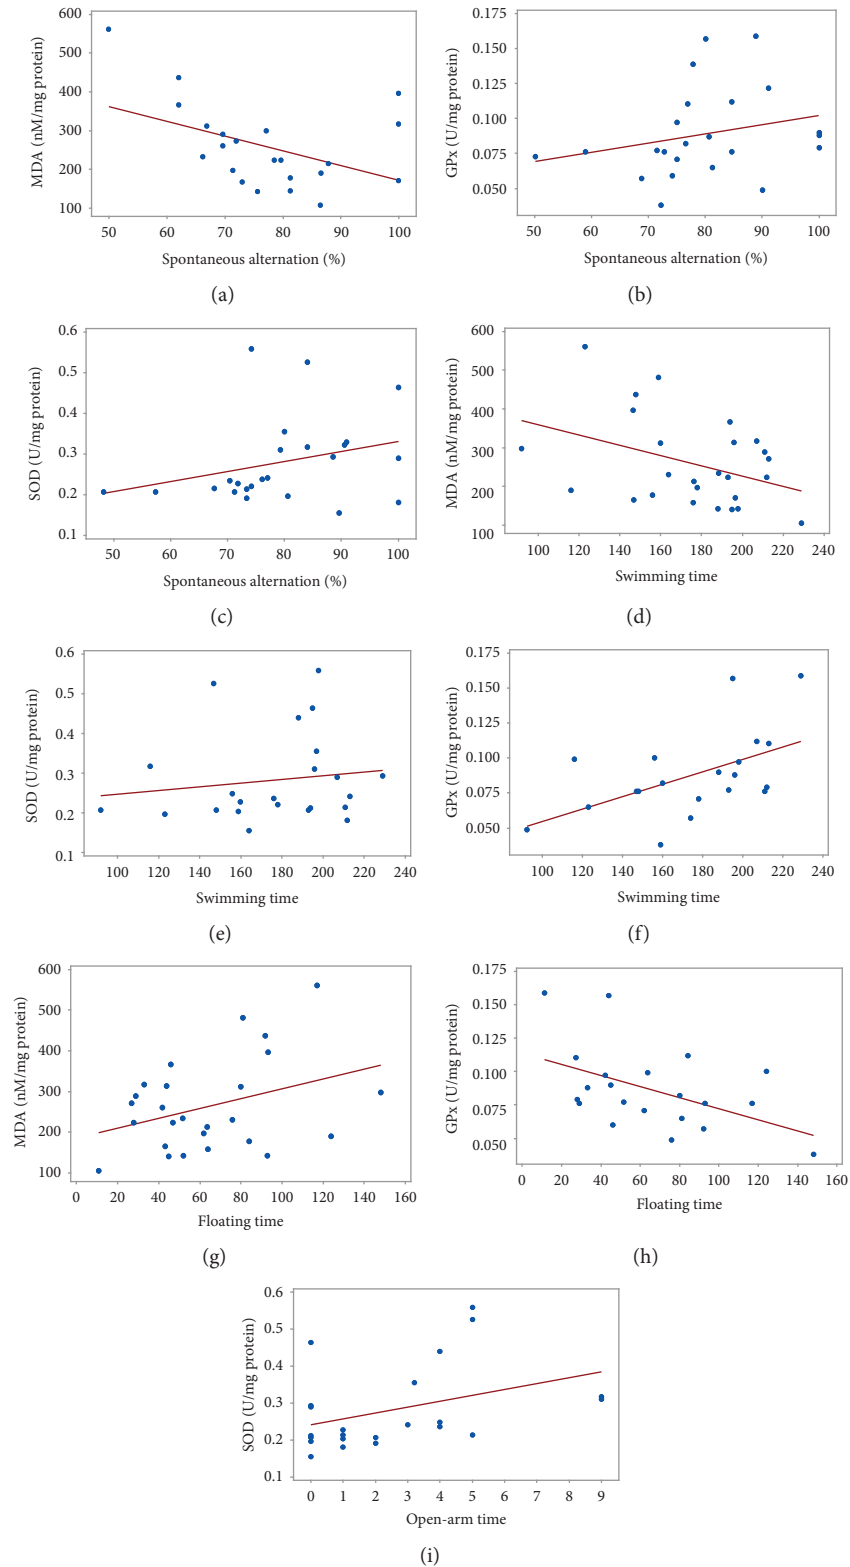 600
500
400
300
200
100
MDA (nM/mg protein)
50 60 70 80 90 100
Spontaneous alternation (%)
(a)
0.175
0.150
0.125
0.100
0.075
0.050
GPx (U/mg protein)
50 60 70 80 90 100
Spontaneous alternation (%)
(b)
0.6
0.5
0.4
0.3
0.2
0.1
SOD (U/mg protein)
50 60 70 80 90 100
Spontaneous alternation (%)
(c)
600
500
400
300
200
100
MDA (nM/mg protein)
100 120 140 160 180 200 220 240
Swimming time
(d)
0.6
0.5
0.4
0.3
0.2
0.1
SOD (U/mg protein)
100 120 140 160 180 200 220 240
Swimming time
(e)
0.175
0.150
0.125
0.100
0.075
0.050
GPx (U/mg protein)
100 120 140 160 180 200 220 240
Swimming time
(f)
600
500
400
300
200
100
MDA (nM/mg protein)
0 20 40 60 80 100 120 140 160
Floating time
(g)
0.175
0.150
0.125
0.100
0.075
0.050
GPx (U/mg protein)
0 20 40 60 80 100 120 140 160
Floating time
(h)
0.6
0.5
0.4
0.3
0.2
0.1
SOD (U/mg protein)
0 1 2 3 4 5 6 7 8 9
Open-arm time
(i)